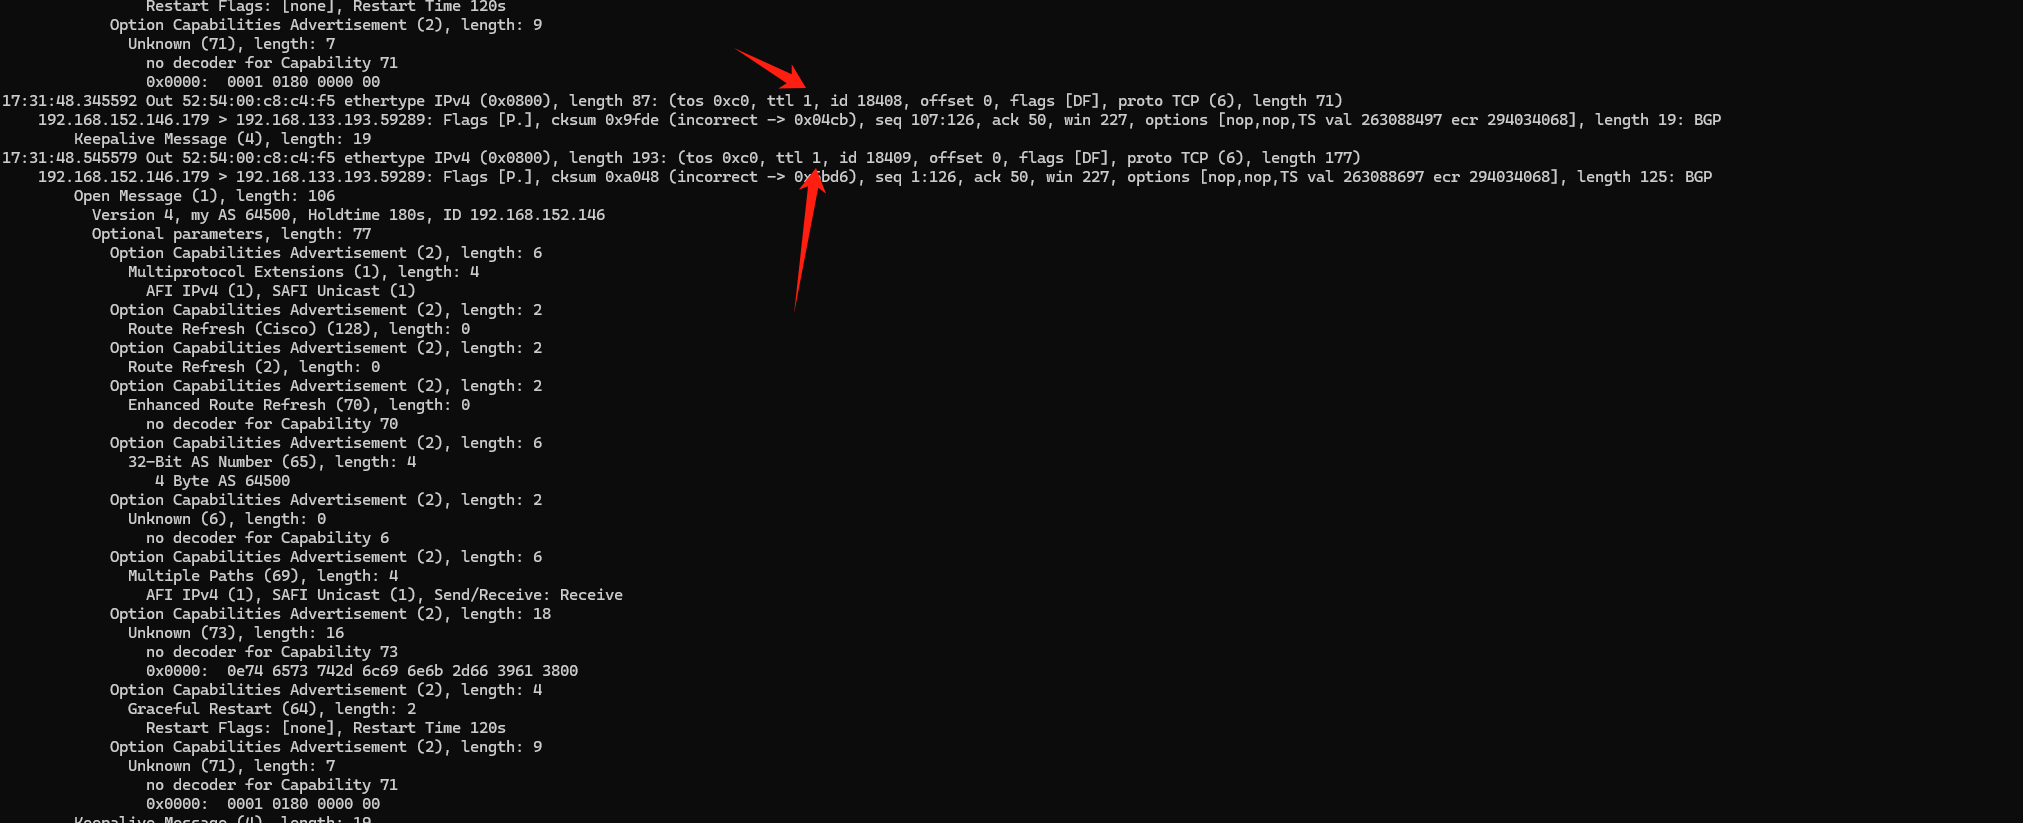 Restart Flags: [none], Restart Time 120s
Option Capabilities Advertisement (2), length: 9
Unknown (71), length: 7
no decoder for Capability 71
0x0000:  0001 0180 0000 00
17:31:48.345592 Out 52:54:00:c8:c4:f5 ethertype IPv4 (0x0800), length 87: (tos 0xc0, ttl 1, id 18408, offset 0, flags [DF], proto TCP (6), length 71)
192.168.152.146.179 > 192.168.133.193.59289: Flags [P.], cksum 0x9fde (incorrect -> 0x04cb), seq 107:126, ack 50, win 227, options [nop,nop,TS val 263088497 ecr 294034068], length 19: BGP
Keepalive Message (4), length: 19
17:31:48.545579 Out 52:54:00:c8:c4:f5 ethertype IPv4 (0x0800), length 193: (tos 0xc0, ttl 1, id 18409, offset 0, flags [DF], proto TCP (6), length 177)
192.168.152.146.179 > 192.168.133.193.59289: Flags [P.], cksum 0xa048 (incorrect -> seq 1:126, ack 50, win 227, options [nop,nop,TS val 263088697 ecr 294034068], length 125: BGP
Open Message (1), length: 106
Version 4, my AS 64500, Holdtime 180s, ID 192.168.152.146
Optional parameters, length: 77
Option Capabilities Advertisement (2), length: 6
Multiprotocol Extensions (1), length: 4
AFI IPv4 (1), SAFI Unicast (1)
Option Capabilities Advertisement (2), length: 2
Route Refresh (Cisco) (128), length: 0
Option Capabilities Advertisement (2), length: 2
Route Refresh (2), length: 0
Option Capabilities Advertisement (2), length: 2
Enhanced Route Refresh (70), length: 0
no decoder for Capability 70
Option Capabilities Advertisement (2), length: 6
32-Bit AS Number (65), length: 4
4 Byte AS 64500
Option Capabilities Advertisement (2), length: 2
Unknown (6), length: 0
no decoder for Capability 6
Option Capabilities Advertisement (2), length: 6
Multiple Paths (69), length: 4
AFI IPv4 (1), SAFI Unicast (1), Send/Receive: Receive
Option Capabilities Advertisement (2), length: 18
Unknown (73), length: 16
no decoder for Capability 73
0x0000:  0e74 6573 742d 6c69 6e6b 2d66 3961 3800
Option Capabilities Advertisement (2), length: 4
Graceful Restart (64), length: 2
Restart Flags: [none], Restart Time 120s
Option Capabilities Advertisement (2), length: 9
Unknown (71), length: 7
no decoder for Capability 71
0x0000:  0001 0180 0000 00
Keepalive Message (4), length: 19